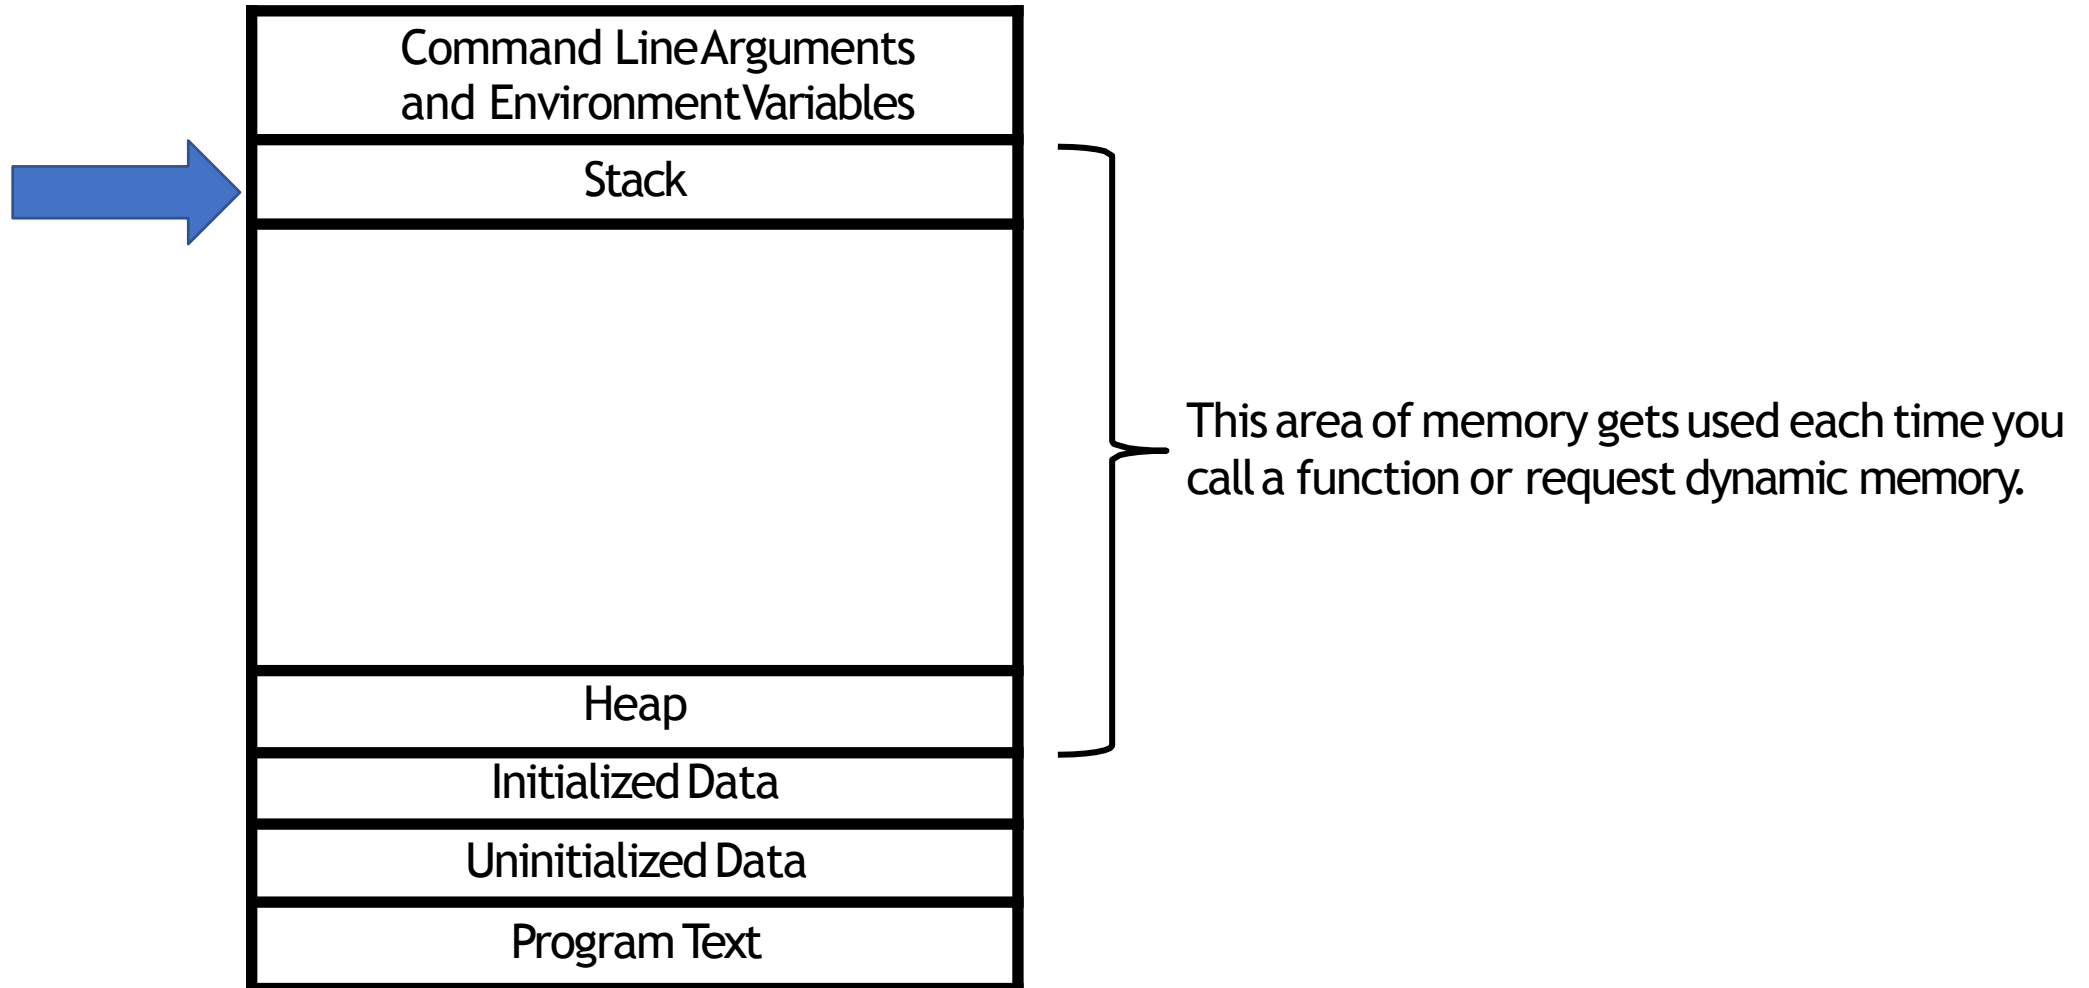 Command Line Arguments
and Environment Variables
Stack
This area of memory gets used each time you
call a function or request dynamic memory.
Heap
Initialized Data
Uninitialized Data
Program Text